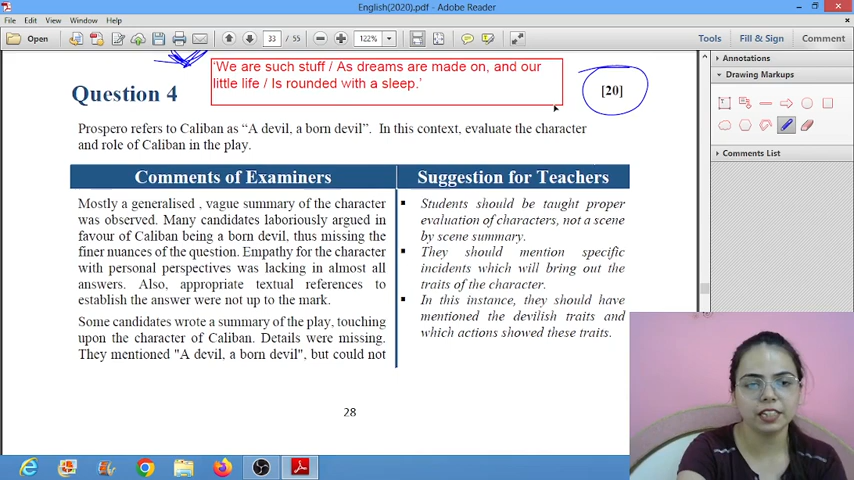 English(2020).pdf - Adobe Reader
File Edit View Window Help
Open 33 / 55 122% Tools Fill & Sign Comment
Annotations
Drawing Markups
Comments List
'We are such stuff / As dreams are made on, and our
little life / Is rounded with a sleep.'
Question 4 [20]
Prospero refers to Caliban as “A devil, a born devil”. In this context, evaluate the character
and role of Caliban in the play.
Comments of Examiners
Mostly a generalised , vague summary of the character
was observed. Many candidates laboriously argued in
favour of Caliban being a born devil, thus missing the
finer nuances of the question. Empathy for the character
with personal perspectives was lacking in almost all
answers. Also, appropriate textual references to
establish the answer were not up to the mark.
Some candidates wrote a summary of the play, touching
upon the character of Caliban. Details were missing.
They mentioned "A devil, a born devil", but could not
Suggestion for Teachers
▪ Students should be taught proper
evaluation of characters, not a scene
by scene summary.
▪ They should mention specific
incidents which will bring out the
traits of the character.
▪ In this instance, they should have
mentioned the devilish traits and
which actions showed these traits.
28